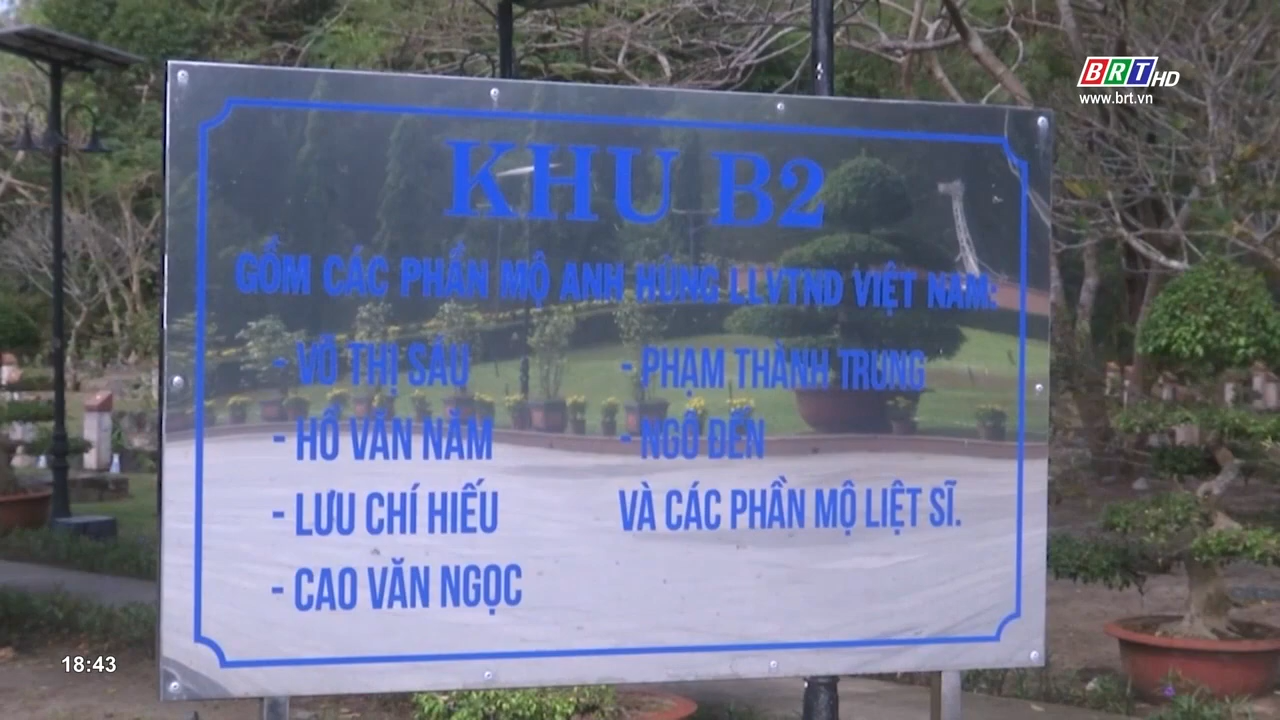 BRT HD
www.brt.vn
KHU B2
GỒM CÁC PHẦN MỘ ANH HÙNG LLVTND VIỆT NAM:
- VÕ THỊ SÁU
- HỒ VĂN NĂM
- LƯU CHÍ HIẾU
- CAO VĂN NGỌC
- PHẠM THÀNH TRUNG
- NGÔ ĐẾN
VÀ CÁC PHẦN MỘ LIỆT SĨ.
18:43